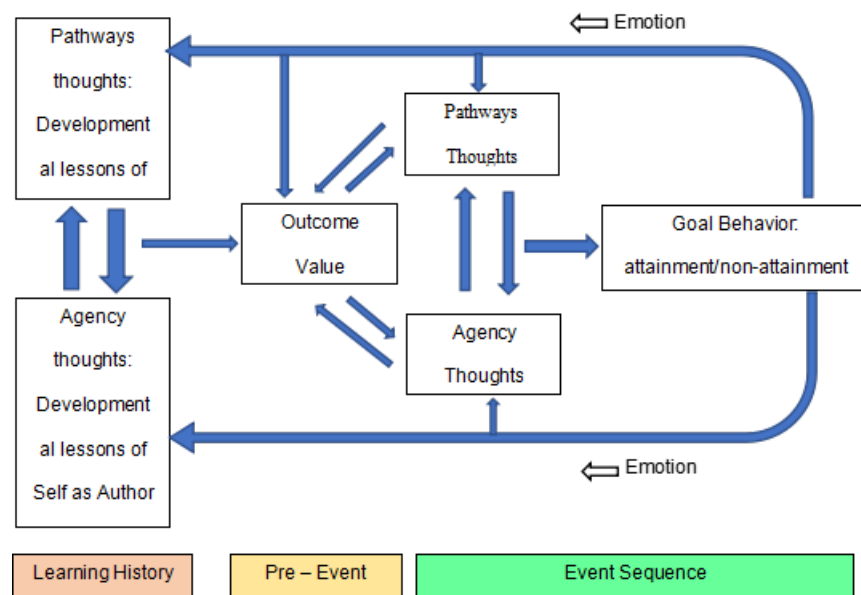 Emotion
Pathways
thoughts:
Development
al lessons of
Pathways
Thoughts
Outcome
Value
Goal Behavior:
attainment/non-attainment
Agency
thoughts:
Development
al lessons of
Self as Author
Agency
Thoughts
Emotion
Learning History
Pre – Event
Event Sequence